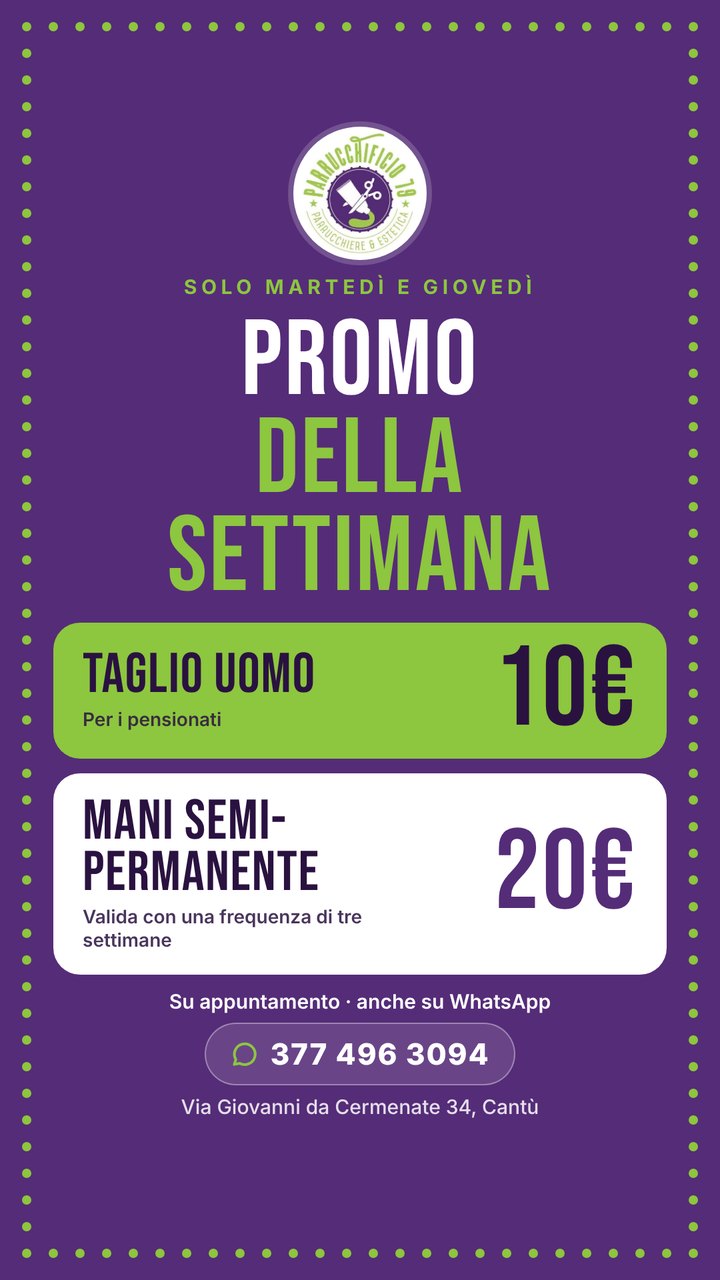 PARRUCCHIFICIO 79
PARRUCCHIERE & ESTETICA
SOLO MARTEDÌ E GIOVEDÌ
PROMO
DELLA
SETTIMANA
TAGLIO UOMO
Per i pensionati
10€
MANI SEMI-
PERMANENTE
Valida con una frequenza di tre
settimane
20€
Su appuntamento · anche su WhatsApp
377 496 3094
Via Giovanni da Cermenate 34, Cantù